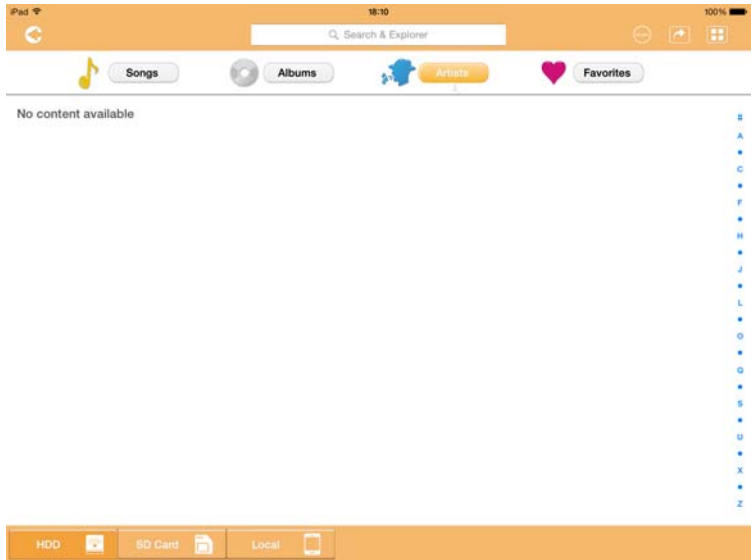 iPad 18:10 100%
Search & Explorer
Songs Albums Artists Favorites
No content available
#
A
C
F
H
J
L
O
Q
S
U
X
Z
HDD SD Card Local